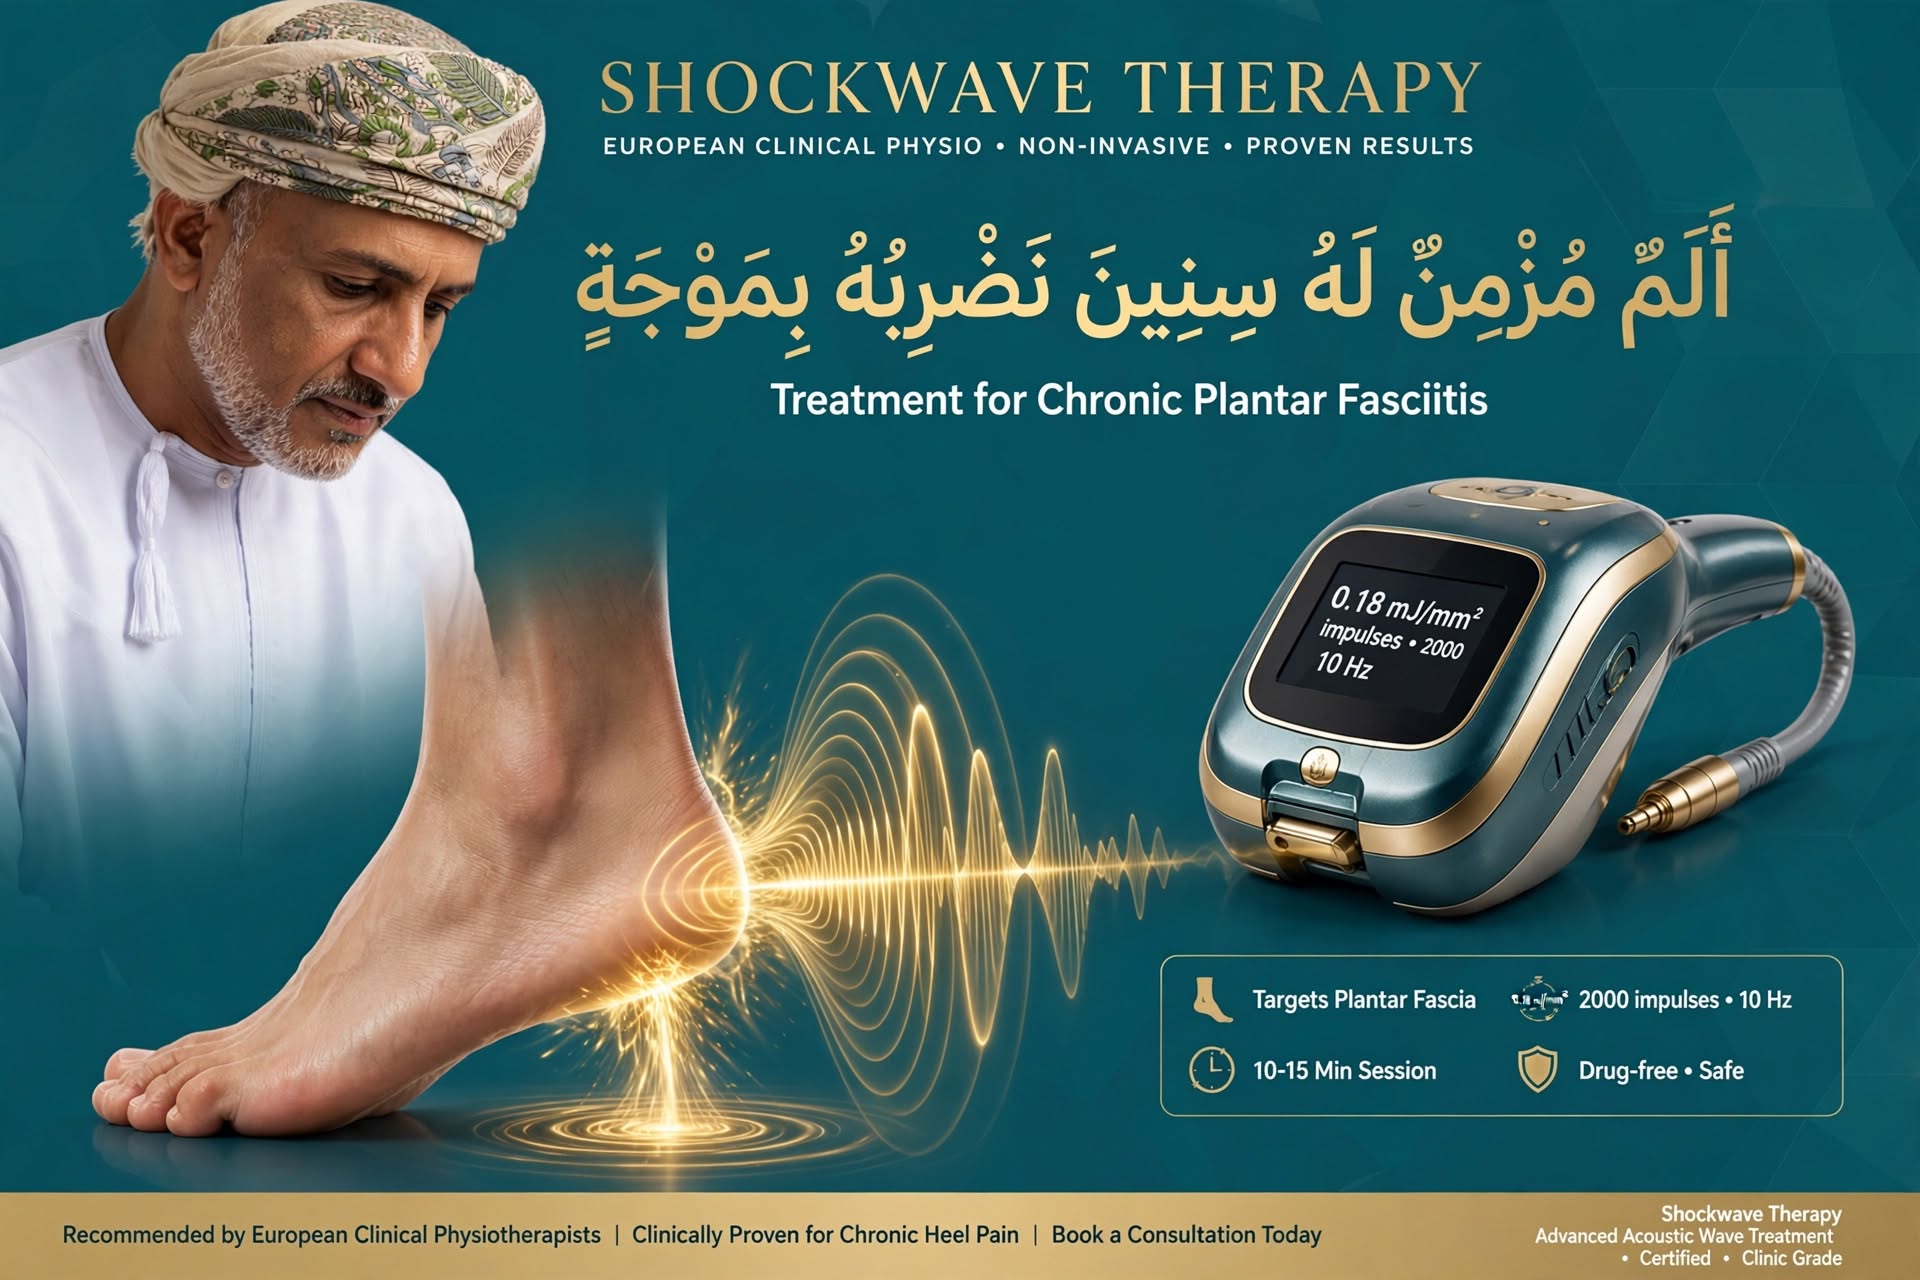 SHOCKWAVE THERAPY
EUROPEAN CLINICAL PHYSIO • NON-INVASIVE • PROVEN RESULTS
أَلَمٌ مُزْمِنٌ لَهُ سِنِينَ نَضْرِبُهُ بِمَوْجَةٍ
Treatment for Chronic Plantar Fasciitis
0.18 mJ/mm²
impulses • 2000
10 Hz
Targets Plantar Fascia
2000 impulses • 10 Hz
10-15 Min Session
Drug-free • Safe
Recommended by European Clinical Physiotherapists | Clinically Proven for Chronic Heel Pain | Book a Consultation Today
Shockwave Therapy
Advanced Acoustic Wave Treatment
• Certified • Clinic Grade